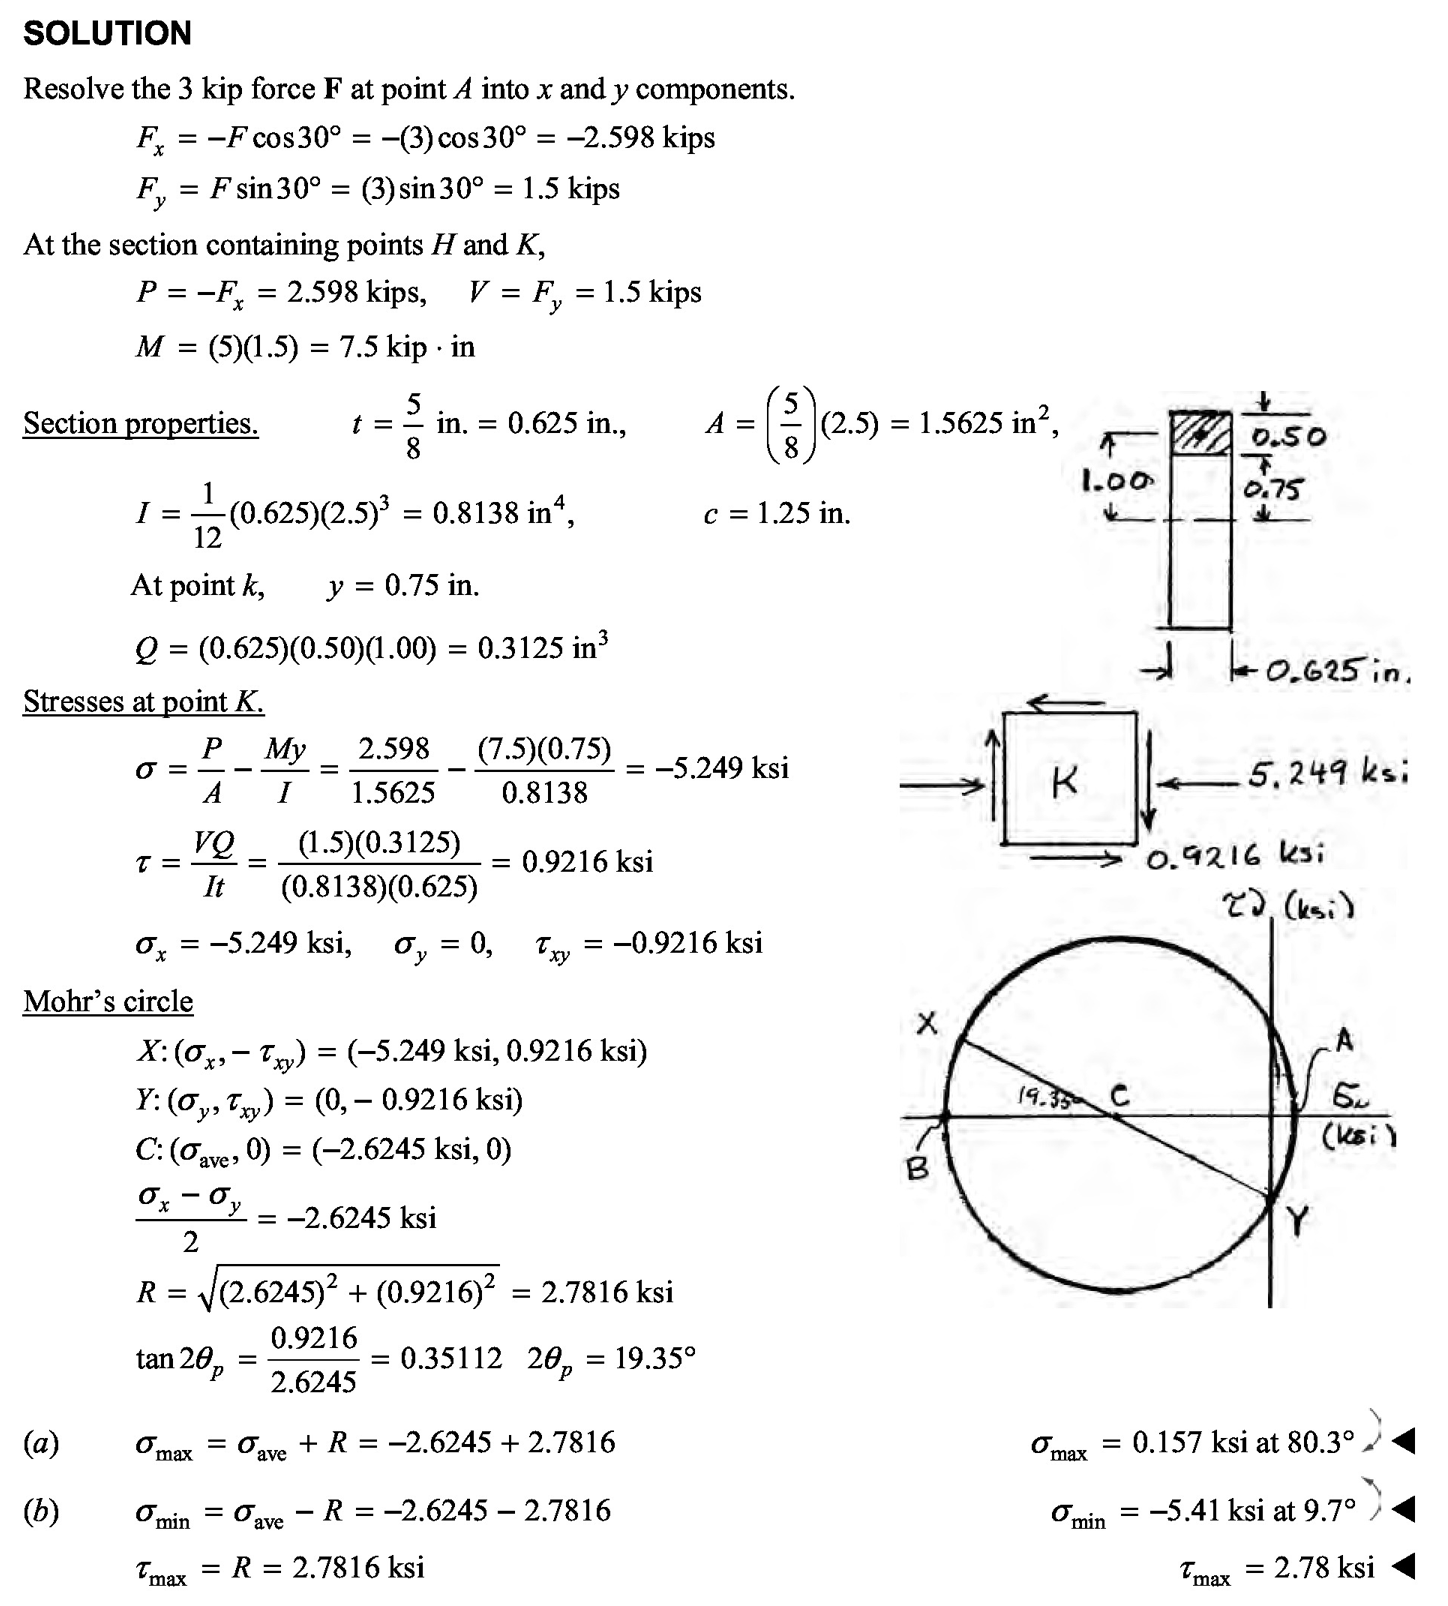 SOLUTION
Resolve the 3 kip force F at point A into x and y components.
F_x = −F cos30° = −(3) cos30° = −2.598 kips
F_y = F sin30° = (3) sin30° = 1.5 kips
At the section containing points H and K,
P = −F_x = 2.598 kips, V = F_y = 1.5 kips
M = (5)(1.5) = 7.5 kip · in
Section properties. t = 5/8 in. = 0.625 in., A = (5/8)(2.5) = 1.5625 in²,
I = 1/12 (0.625)(2.5)³ = 0.8138 in⁴, c = 1.25 in.
At point k, y = 0.75 in.
Q = (0.625)(0.50)(1.00) = 0.3125 in³
0.50
1.00
0.75
0.625 in.
Stresses at point K.
σ = P/A − My/I = 2.598/1.5625 − (7.5)(0.75)/0.8138 = −5.249 ksi
τ = VQ/It = (1.5)(0.3125)/(0.8138)(0.625) = 0.9216 ksi
σ_x = −5.249 ksi, σ_y = 0, τ_xy = −0.9216 ksi
K
5.249 ksi
0.9216 ksi
Mohr’s circle
X: (σ_x, − τ_xy) = (−5.249 ksi, 0.9216 ksi)
Y: (σ_y, τ_xy) = (0, − 0.9216 ksi)
C: (σ_ave, 0) = (−2.6245 ksi, 0)
(σ_x − σ_y)/2 = −2.6245 ksi
R = √((2.6245)² + (0.9216)²) = 2.7816 ksi
tan 2θ_p = 0.9216/2.6245 = 0.35112 2θ_p = 19.35°
τ (ksi)
X
A
19.35°
C
σ
(ksi)
B
Y
(a) σ_max = σ_ave + R = −2.6245 + 2.7816 σ_max = 0.157 ksi at 80.3° ◄
(b) σ_min = σ_ave − R = −2.6245 − 2.7816 σ_min = −5.41 ksi at 9.7° ◄
τ_max = R = 2.7816 ksi τ_max = 2.78 ksi ◄